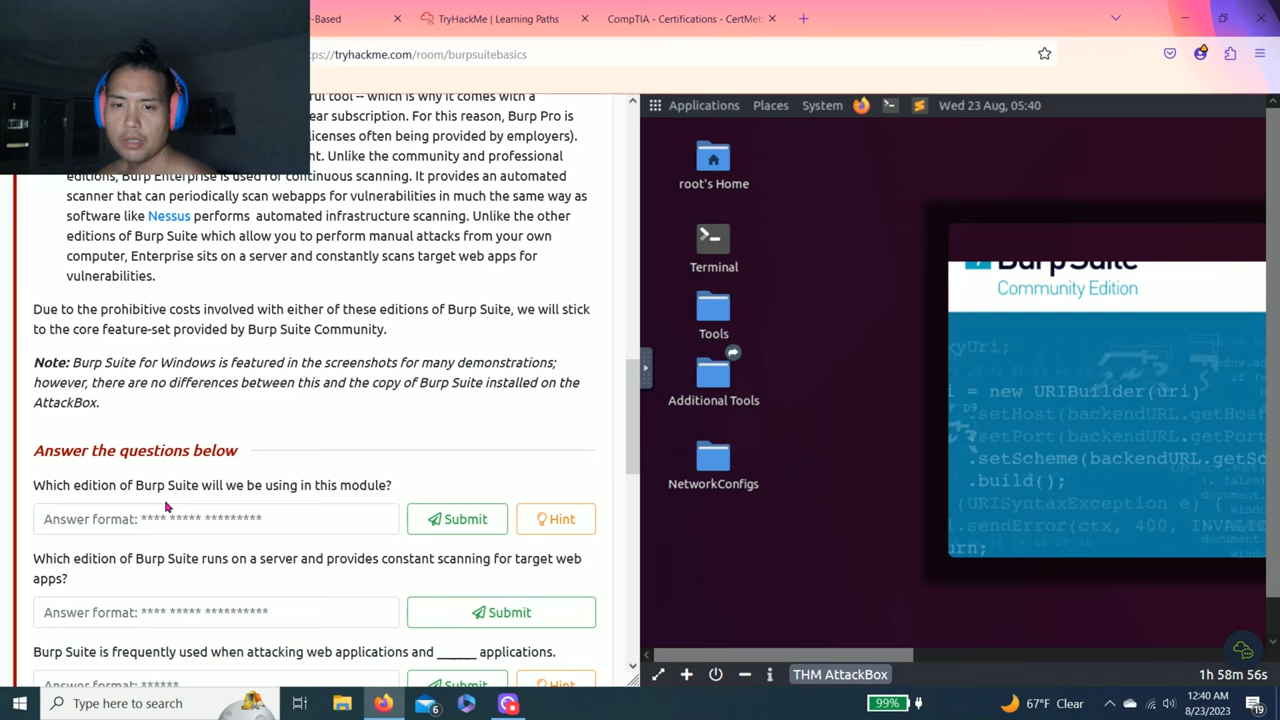 -Based
TryHackMe | Learning Paths
CompTIA - Certifications - CertMet
tryhackme.com/room/burpsuitebasics
tool -- which is why it comes with a
ear subscription. For this reason, Burp Pro is
licenses often being provided by employers).
Unlike the community and professional
editions, Burp Enterprise is used for continuous scanning. It provides an automated
scanner that can periodically scan webapps for vulnerabilities in much the same way as
software like Nessus performs automated infrastructure scanning. Unlike the other
editions of Burp Suite which allow you to perform manual attacks from your own
computer, Enterprise sits on a server and constantly scans target web apps for
vulnerabilities.
Due to the prohibitive costs involved with either of these editions of Burp Suite, we will stick
to the core feature-set provided by Burp Suite Community.
Note: Burp Suite for Windows is featured in the screenshots for many demonstrations;
however, there are no differences between this and the copy of Burp Suite installed on the
AttackBox.
Answer the questions below
Which edition of Burp Suite will we be using in this module?
Answer format: **** ***** *********
Submit
Hint
Which edition of Burp Suite runs on a server and provides constant scanning for target web
apps?
Answer format: **** ***** **********
Submit
Burp Suite is frequently used when attacking web applications and ______ applications.
Answer format: ******
Submit
Hint
Applications Places System Wed 23 Aug, 05:40
root's Home
Terminal
Tools
Additional Tools
NetworkConfigs
Burp Suite
Community Edition
= new URIBuilder(uri)
.setHost(backendURL.getHost
.setPort(backendURL.getPort
.setScheme(backendURL.getSc
.build();
(URISyntaxException e) {
.sendError(ctx, 400, INVALID
THM AttackBox
1h 58m 56s
Type here to search
6
99%
67°F Clear
12:40 AM
8/23/2023
19